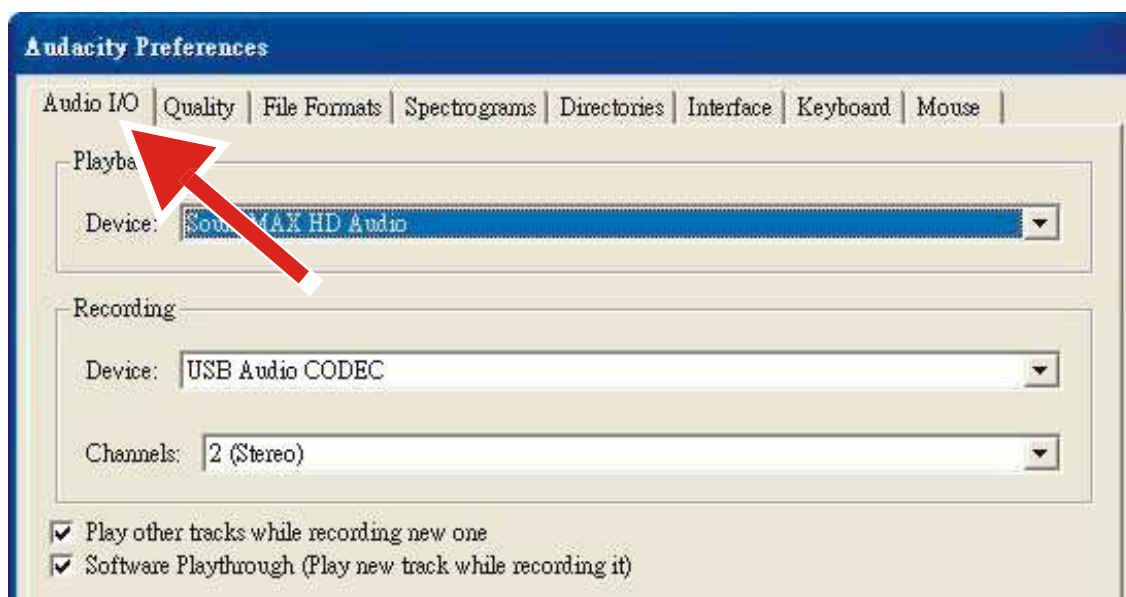 Audacity Preferences
Audio I/O Quality File Formats Spectrograms Directories Interface Keyboard Mouse
Device: HD Audio
Recording
Device: USB Audio CODEC
Channels: 2 (Stereo)
Play other tracks while recording new one
Software Playthrough (Play new track while recording it)